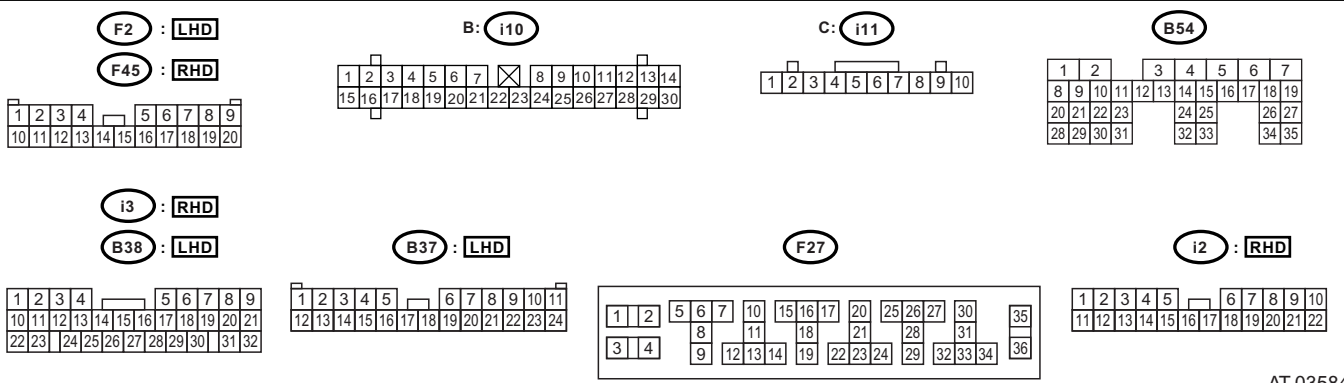 F2 : LHD
F45 : RHD
1 2 3 4 5 6 7 8 9
10 11 12 13 14 15 16 17 18 19 20
B: i10
1 2 3 4 5 6 7 8 9 10 11 12 13 14
15 16 17 18 19 20 21 22 23 24 25 26 27 28 29 30
C: i11
1 2 3 4 5 6 7 8 9 10
B54
1 2 3 4 5 6 7
8 9 10 11 12 13 14 15 16 17 18 19
20 21 22 23 24 25 26 27
28 29 30 31 32 33 34 35
i3 : RHD
B38 : LHD
1 2 3 4 5 6 7 8 9
10 11 12 13 14 15 16 17 18 19 20 21
22 23 24 25 26 27 28 29 30 31 32
B37 : LHD
1 2 3 4 5 6 7 8 9 10 11
12 13 14 15 16 17 18 19 20 21 22 23 24
F27
1 2 5 6 7 10 15 16 17 20 25 26 27 30 35
8 11 18 21 28 31
3 4 9 12 13 14 19 22 23 24 29 32 33 34 36
i2 : RHD
1 2 3 4 5 6 7 8 9 10
11 12 13 14 15 16 17 18 19 20 21 22